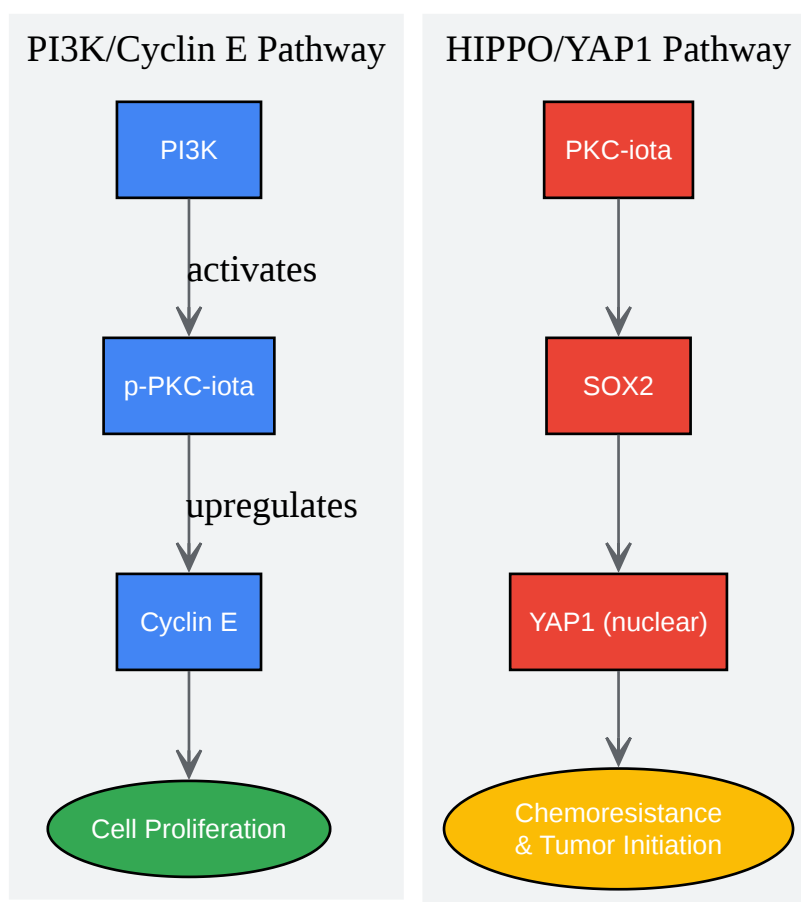 PI3K/Cyclin E Pathway
PI3K
activates
p-PKC-iota
upregulates
Cyclin E
Cell Proliferation
HIPPO/YAP1 Pathway
PKC-iota
SOX2
YAP1 (nuclear)
Chemoresistance
& Tumor Initiation